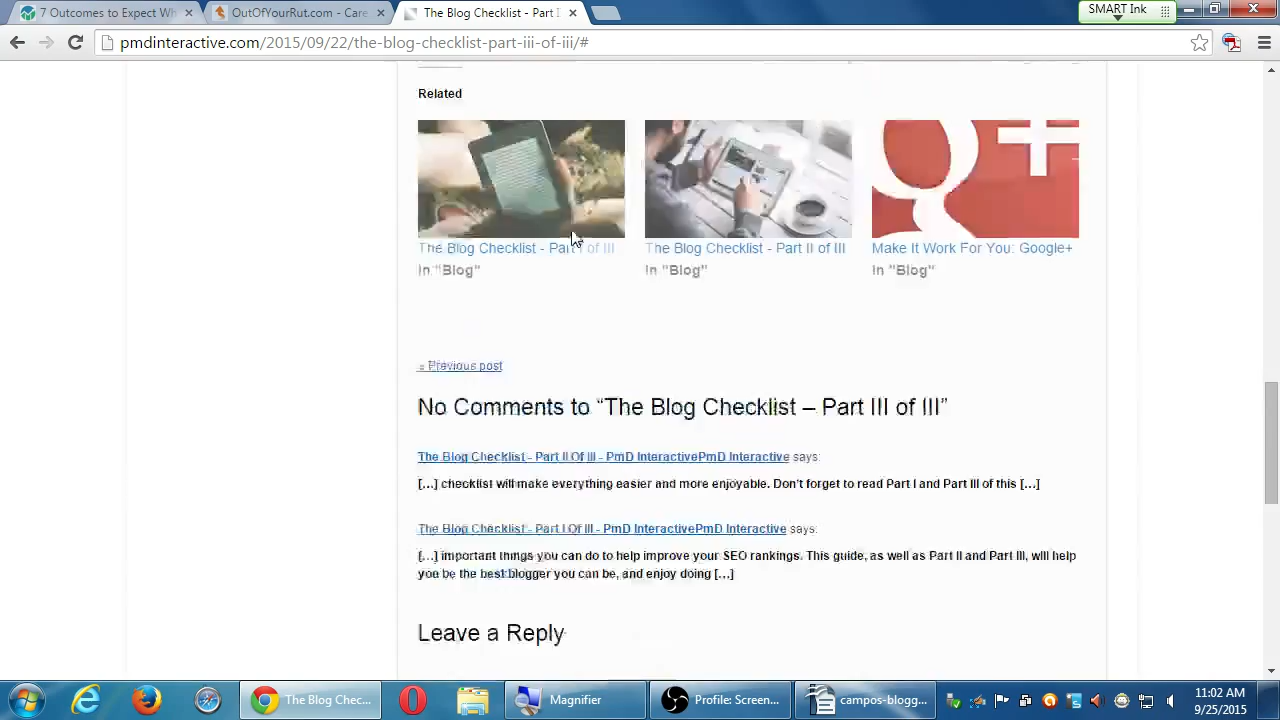 7 Outcomes to Expect Wh
OutOfYourRut.com - Care
The Blog Checklist - Part I
SMART Ink
pmdinteractive.com/2015/09/22/the-blog-checklist-part-iii-of-iii/#
Related
The Blog Checklist - Part I of III
In "Blog"
The Blog Checklist - Part II of III
In "Blog"
Make It Work For You: Google+
In "Blog"
« Previous post
No Comments to “The Blog Checklist – Part III of III”
The Blog Checklist - Part II Of III - PmD InteractivePmD Interactive says:
[…] checklist will make everything easier and more enjoyable. Don’t forget to read Part I and Part III of this […]
The Blog Checklist - Part I Of III - PmD InteractivePmD Interactive says:
[…] important things you can do to help improve your SEO rankings. This guide, as well as Part II and Part III, will help
you be the best blogger you can be, and enjoy doing […]
Leave a Reply
The Blog Chec...
Magnifier
Profile: Screen...
campos-blogg...
11:02 AM
9/25/2015